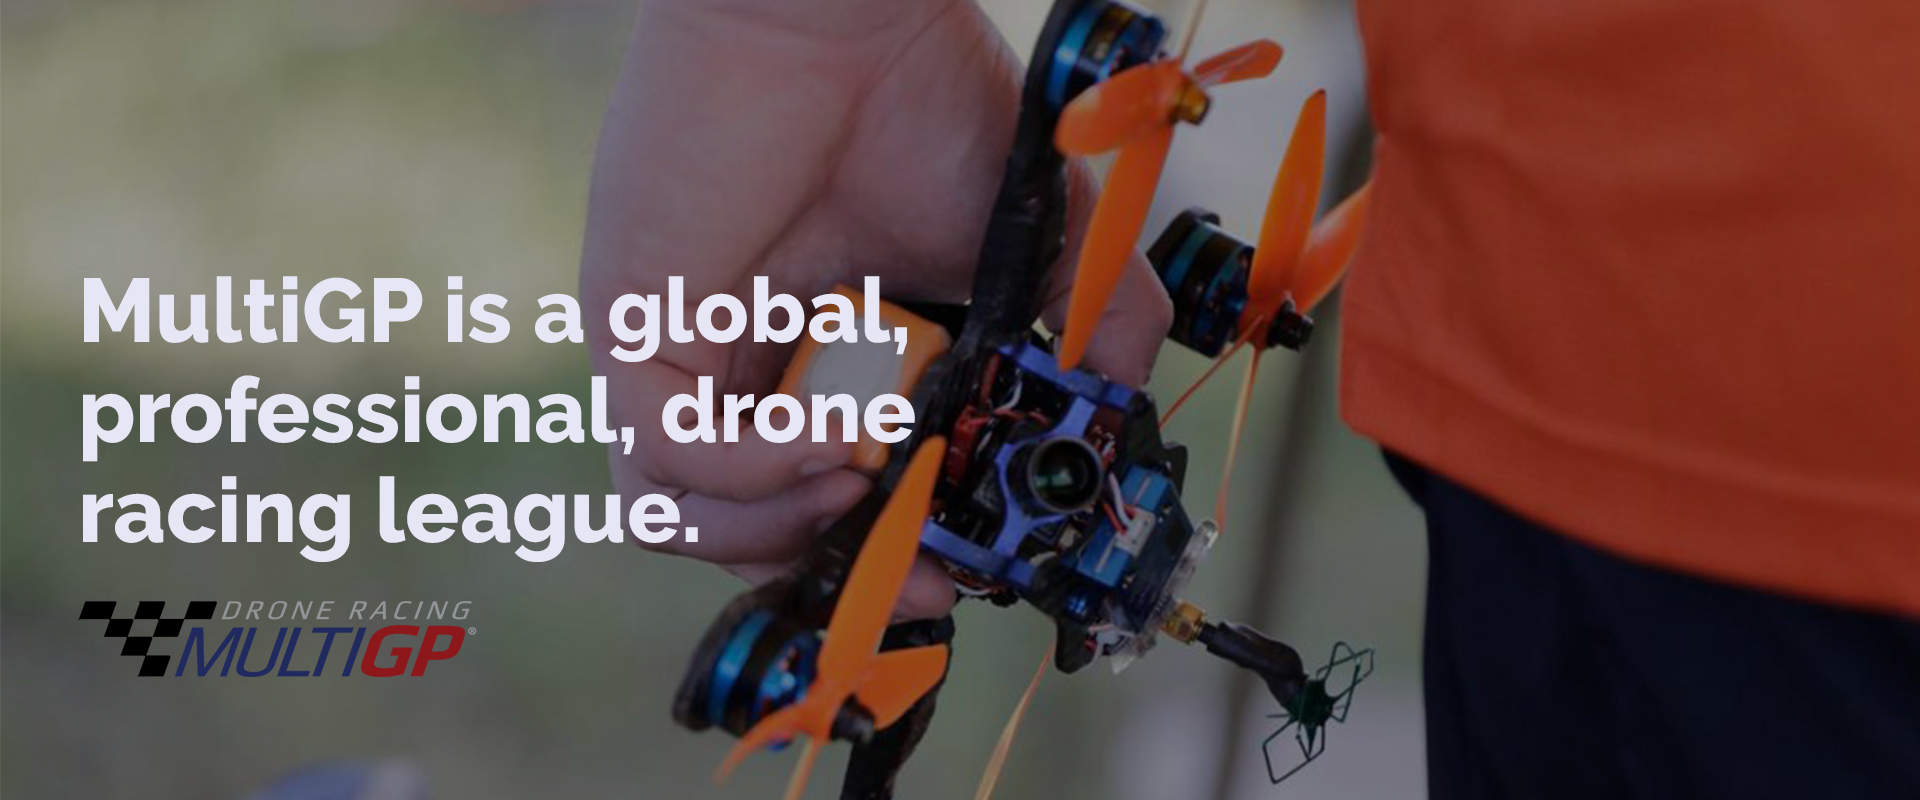 MultiGP is a global,
professional, drone
racing league.
DRONE RACING
MULTIGP®